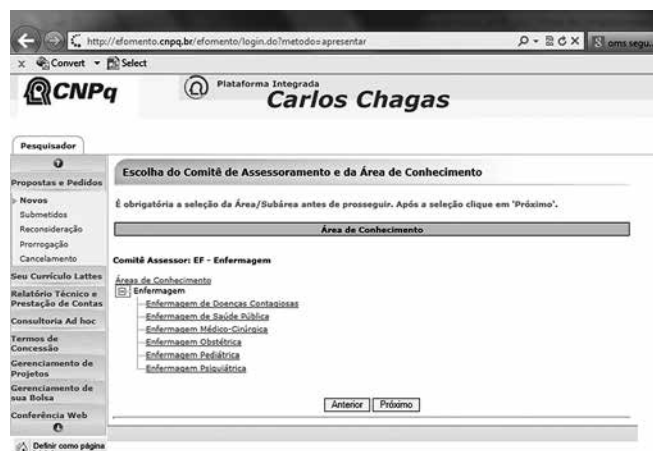 http://efomento.cnpq.br/efomento/login.do?metodo=apresentar
oms segu...
x Convert Select
CNPq
Plataforma Integrada
Carlos Chagas
Pesquisador
Propostas e Pedidos
Novos
Submetidos
Reconsideração
Prorrogação
Cancelamento
Seu Currículo Lattes
Relatório Técnico e
Prestação de Contas
Consultoria Ad hoc
Termos de
Concessão
Gerenciamento de
Projetos
Gerenciamento de
sua Bolsa
Conferência Web
Definir como página
Escolha do Comitê de Assessoramento e da Área de Conhecimento
É obrigatória a seleção da Área/Subárea antes de prosseguir. Após a seleção clique em 'Próximo'.
Área de Conhecimento
Comitê Assessor: EF - Enfermagem
Áreas de Conhecimento
Enfermagem
Enfermagem de Doenças Contagiosas
Enfermagem de Saúde Pública
Enfermagem Médico-Cirúrgica
Enfermagem Obstétrica
Enfermagem Pediátrica
Enfermagem Psiquiátrica
Anterior Próximo